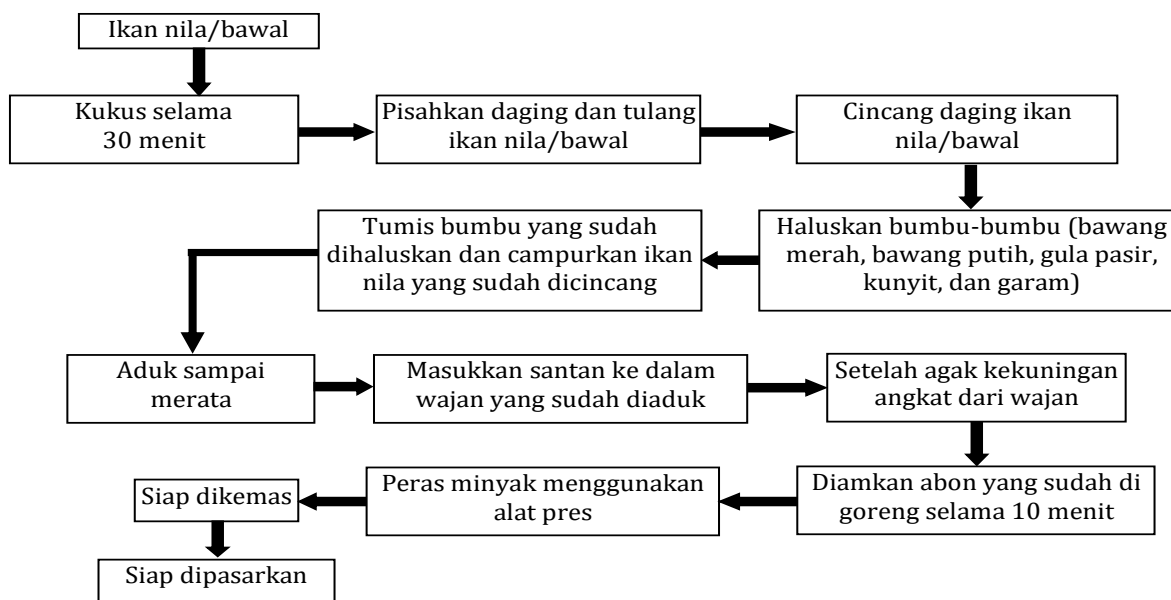 Ikan nila/bawal
Kukus selama
30 menit
Pisahkan daging dan tulang
ikan nila/bawal
Cincang daging ikan
nila/bawal
Haluskan bumbu-bumbu (bawang
merah, bawang putih, gula pasir,
kunyit, dan garam)
Tumis bumbu yang sudah
dihaluskan dan campurkan ikan
nila yang sudah dicincang
Aduk sampai
merata
Masukkan santan ke dalam
wajan yang sudah diaduk
Setelah agak kekuningan
angkat dari wajan
Diamkan abon yang sudah di
goreng selama 10 menit
Peras minyak menggunakan
alat pres
Siap dikemas
Siap dipasarkan